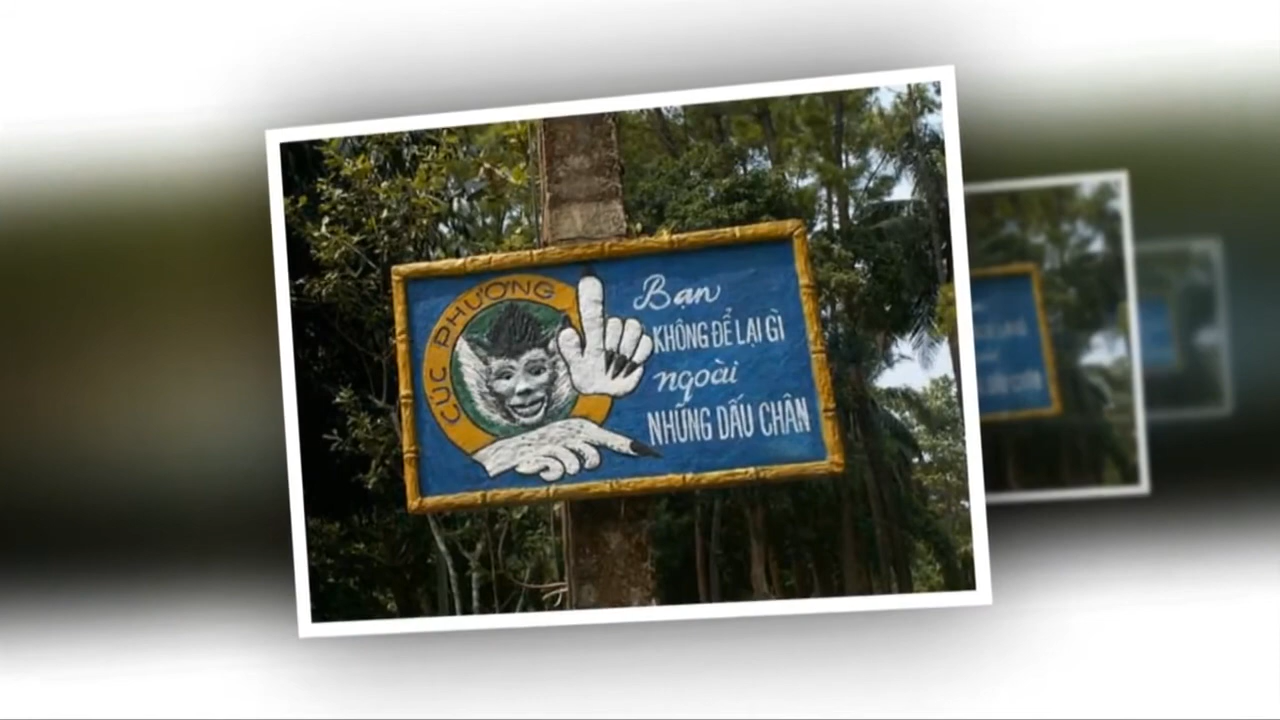 CÚC PHƯƠNG
Bạn
KHÔNG ĐỂ LẠI GÌ
ngoài
NHỮNG DẤU CHÂN